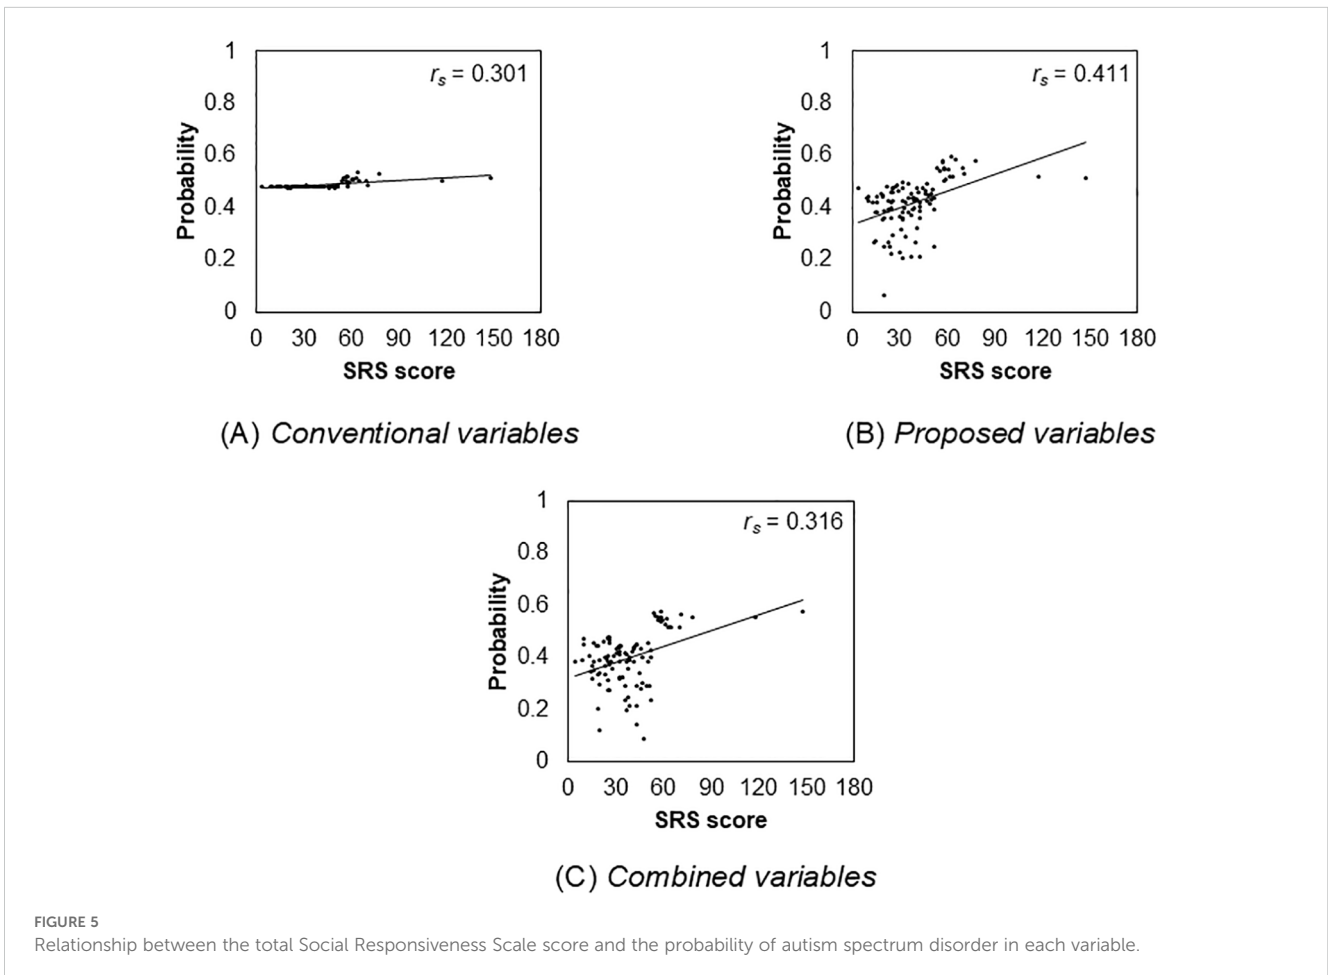 1
r_s = 0.301
0.8
0.6
0.4
0.2
0
Probability
0 30 60 90 120 150 180
SRS score
(A) Conventional variables
1
r_s = 0.411
0.8
0.6
0.4
0.2
0
Probability
0 30 60 90 120 150 180
SRS score
(B) Proposed variables
1
r_s = 0.316
0.8
0.6
0.4
0.2
0
Probability
0 30 60 90 120 150 180
SRS score
(C) Combined variables
FIGURE 5
Relationship between the total Social Responsiveness Scale score and the probability of autism spectrum disorder in each variable.